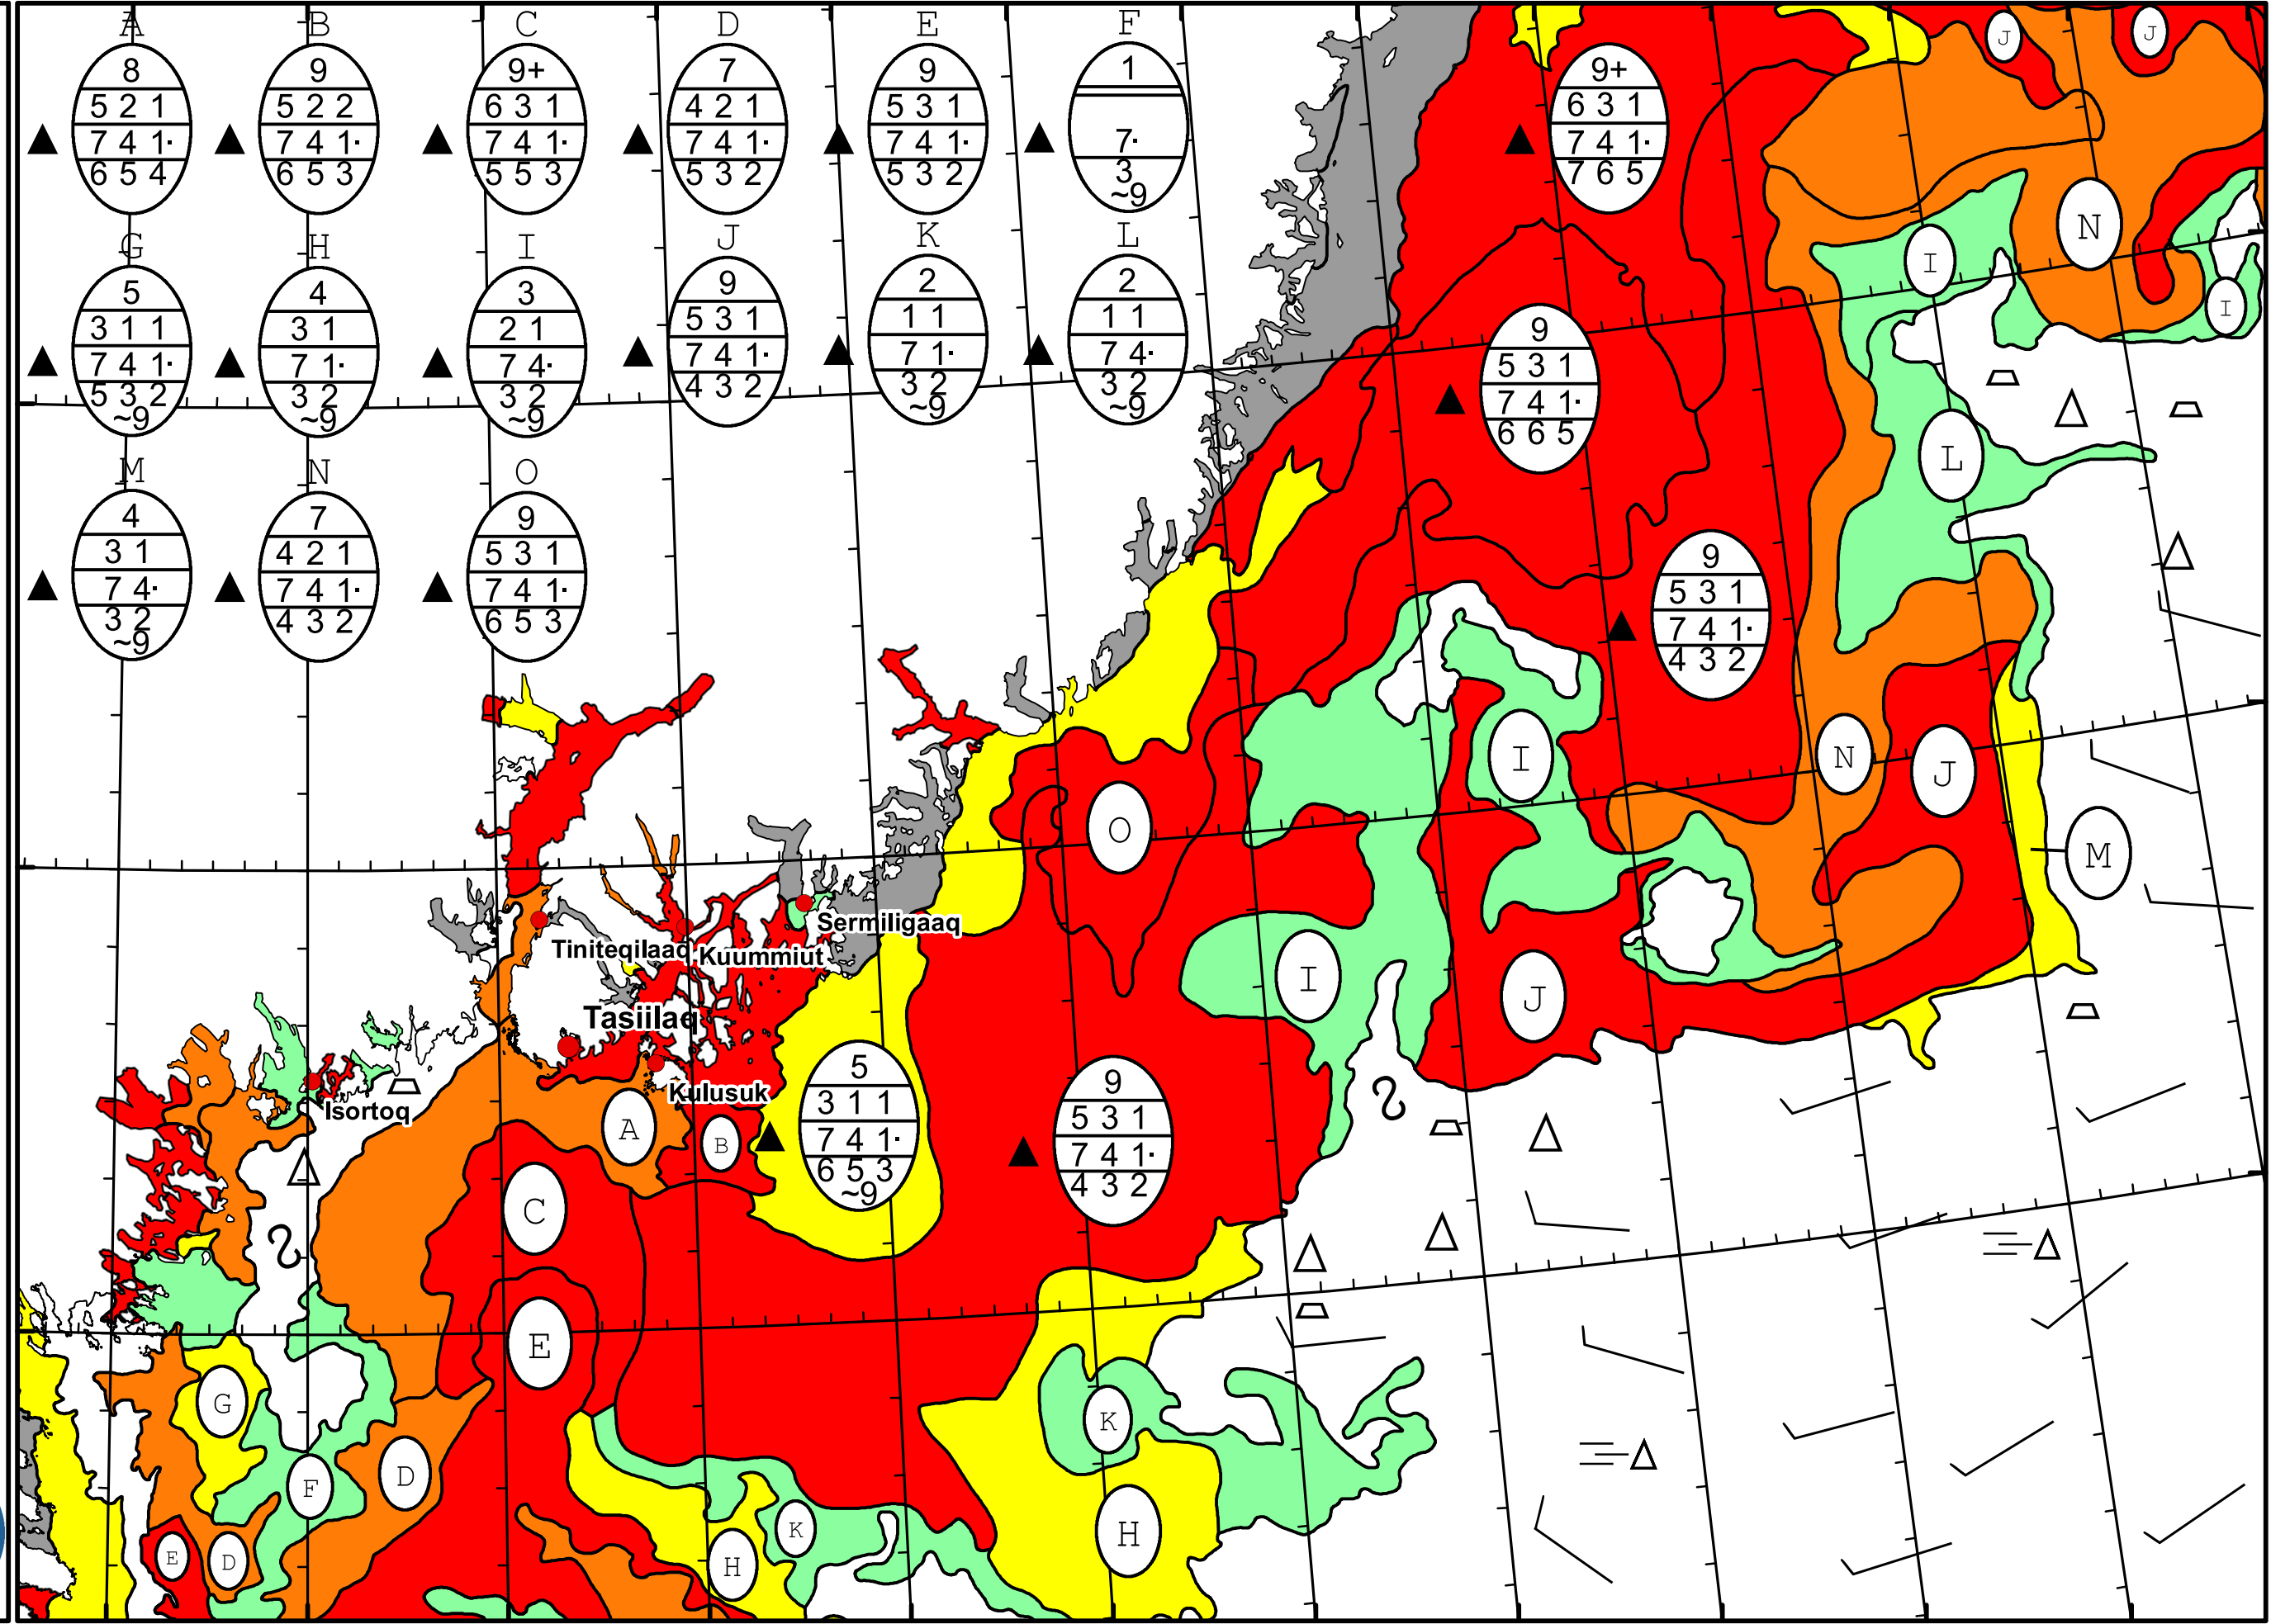 A B C D E F
8 9 9+ 7 9 1 9+
5 2 1 5 2 2 6 3 1 4 2 1 5 3 1 6 3 1
7 4 1· 7 4 1· 7 4 1· 7 4 1· 7 4 1· 7· 7 4 1·
6 5 4 6 5 3 5 5 3 5 3 2 5 3 2 3 7 6 5
~9
G H I J K L
5 4 3 9 2 2
3 1 1 3 1 2 1 5 3 1 1 1 1 1
7 4 1· 7 1· 7 4· 7 4 1· 7 1· 7 4·
5 3 2 3 2 3 2 4 3 2 3 2 3 2
~9 ~9 ~9 ~9 ~9
M N O
4 7 9
3 1 4 2 1 5 3 1
7 4· 7 4 1· 7 4 1·
3 2 4 3 2 6 5 3
~9
J J
N
I
I
9
5 3 1
7 4 1·
6 6 5
L
9
5 3 1
7 4 1·
4 3 2
I N J
O M
Sermiligaaq
Tiniteqilaaq Kuummiut
I J
Tasiilaq
Kulusuk
Isortoq
5
3 1 1
7 4 1·
6 5 3
~9
9
5 3 1
7 4 1·
4 3 2
A B
C
E
G K
D F
K H
E D H